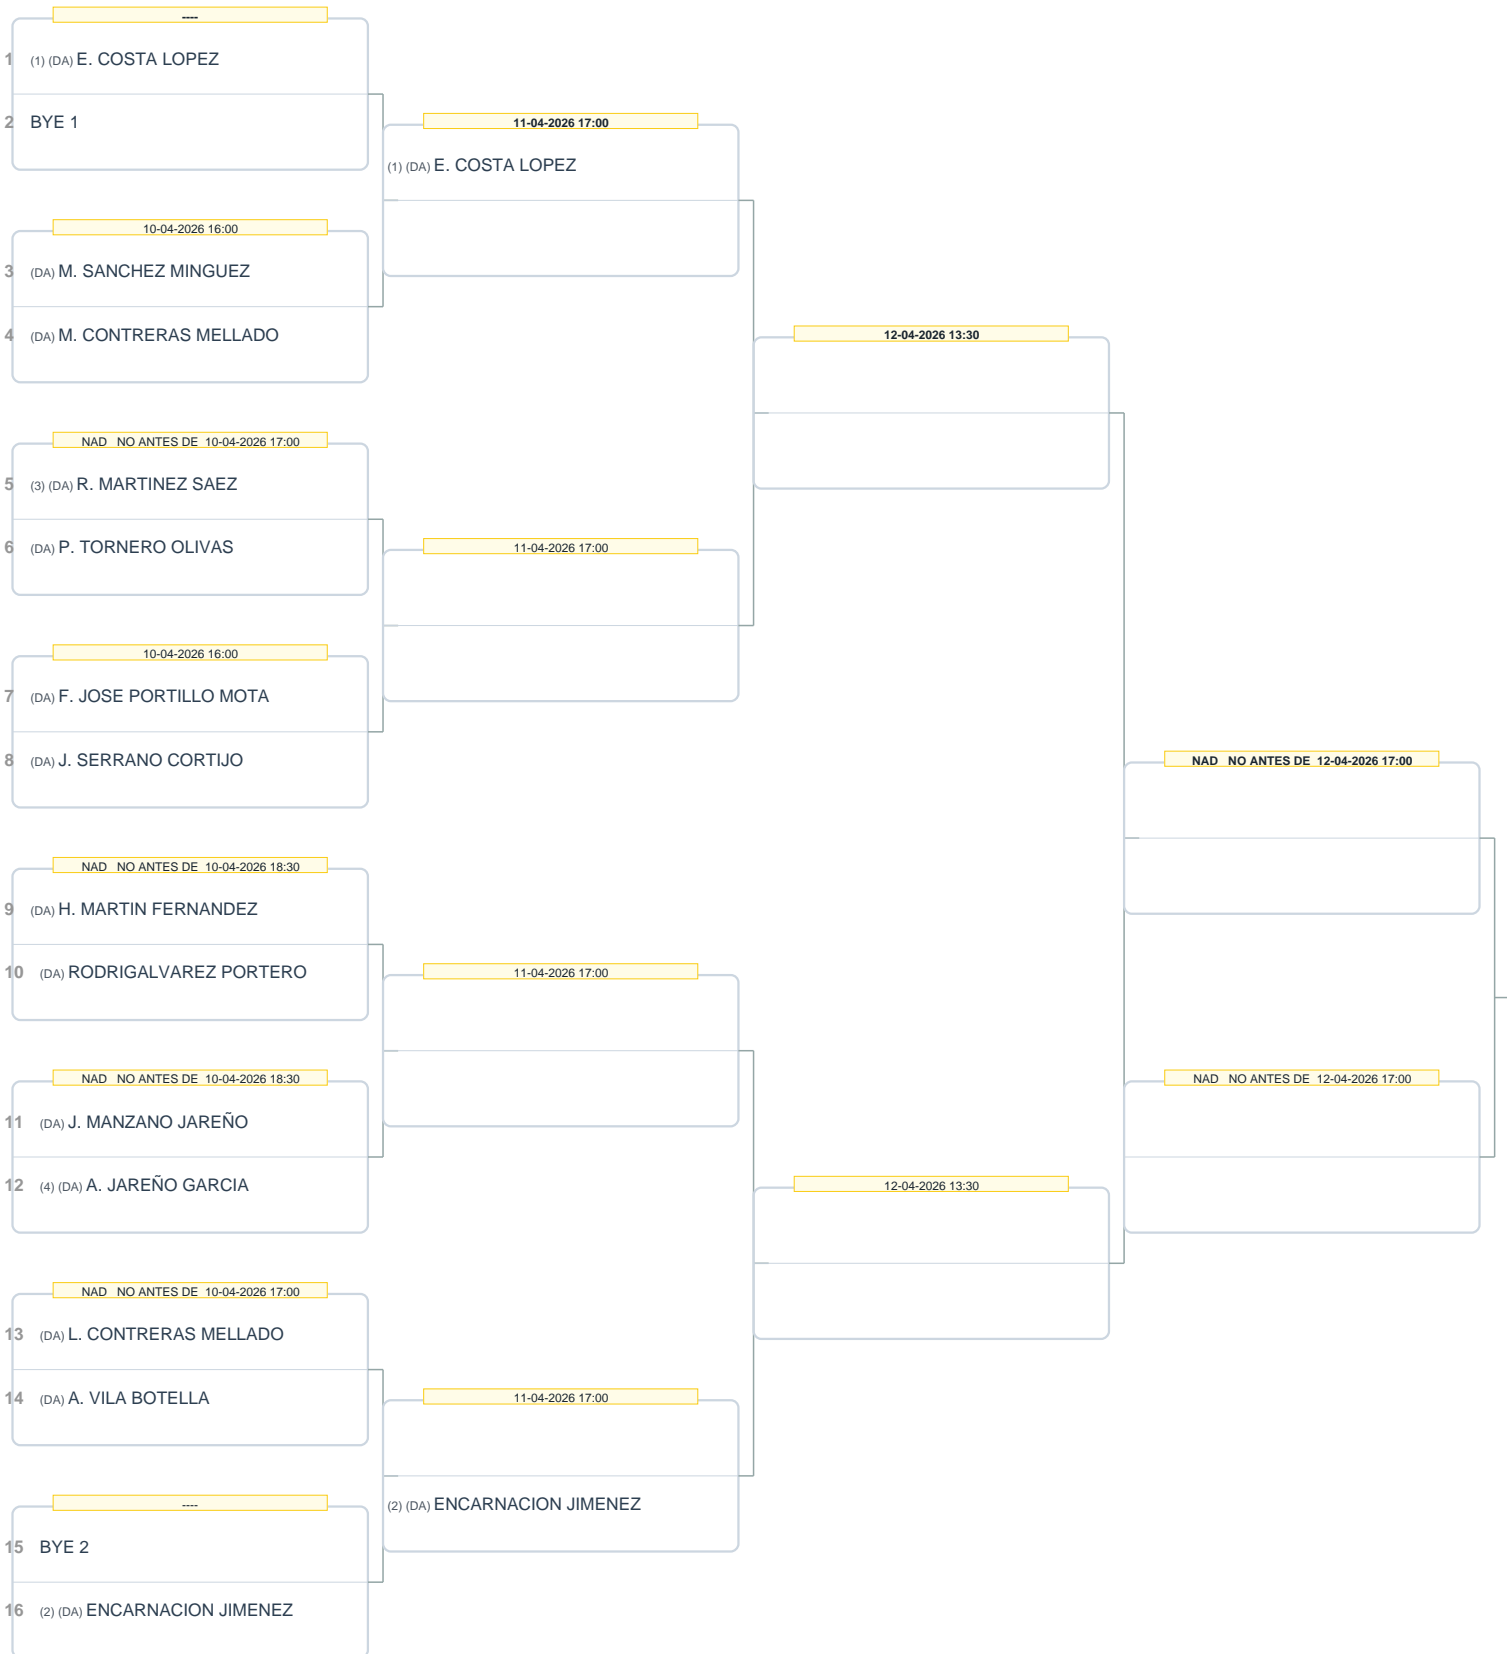 ----
1 (1) (DA) E. COSTA LOPEZ
2 BYE 1
10-04-2026 16:00
3 (DA) M. SANCHEZ MINGUEZ
4 (DA) M. CONTRERAS MELLADO
NAD NO ANTES DE 10-04-2026 17:00
5 (3) (DA) R. MARTINEZ SAEZ
6 (DA) P. TORNERO OLIVAS
10-04-2026 16:00
7 (DA) F. JOSE PORTILLO MOTA
8 (DA) J. SERRANO CORTIJO
NAD NO ANTES DE 10-04-2026 18:30
9 (DA) H. MARTIN FERNANDEZ
10 (DA) RODRIGALVAREZ PORTERO
NAD NO ANTES DE 10-04-2026 18:30
11 (DA) J. MANZANO JAREÑO
12 (4) (DA) A. JAREÑO GARCIA
NAD NO ANTES DE 10-04-2026 17:00
13 (DA) L. CONTRERAS MELLADO
14 (DA) A. VILA BOTELLA
----
15 BYE 2
16 (2) (DA) ENCARNACION JIMENEZ
11-04-2026 17:00
(1) (DA) E. COSTA LOPEZ
11-04-2026 17:00
11-04-2026 17:00
11-04-2026 17:00
(2) (DA) ENCARNACION JIMENEZ
12-04-2026 13:30
12-04-2026 13:30
NAD NO ANTES DE 12-04-2026 17:00
NAD NO ANTES DE 12-04-2026 17:00